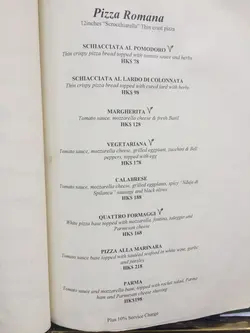 Pizza Romana
12inches "Semolinarella" Thin crust pizza
SCHIACCIATA AL POMODORO
Thin crispy pizza bread topped with tomato sauce and herbs
HK$ 78
SCHIACCIATA AL LARDO DI COLONNATA
Thin crispy pizza bread topped with cured lard with herbs
HK$ 98
MARGHERITA
Tomato sauce, mozzarella cheese & fresh Basil
HK$ 128
VEGETARIANA
Tomato sauce, mozzarella cheese, grilled eggplant, zucchini & Bell
peppers, topped with egg
HK$ 178
CALABRESE
Tomato sauce, mozzarella cheese, grilled eggplants, spicy "Nduja &
Spilianca" sausage and black olives
HK$ 188
QUATTRO FORMAGGI
White pizza base topped with mozzarella, fontina, taleggio and
Parmesan cheese
HK$ 168
PIZZA ALLA MARINARA
Tomato sauce base topped with sautéed seafood in white wine, garlic
and parsley
HK$ 218
PARMA
Tomato sauce and mozzarella base, topped with rocket salad, Parma
ham and Parmesan cheese shaving
HK$198
Plus 10% Service Charge